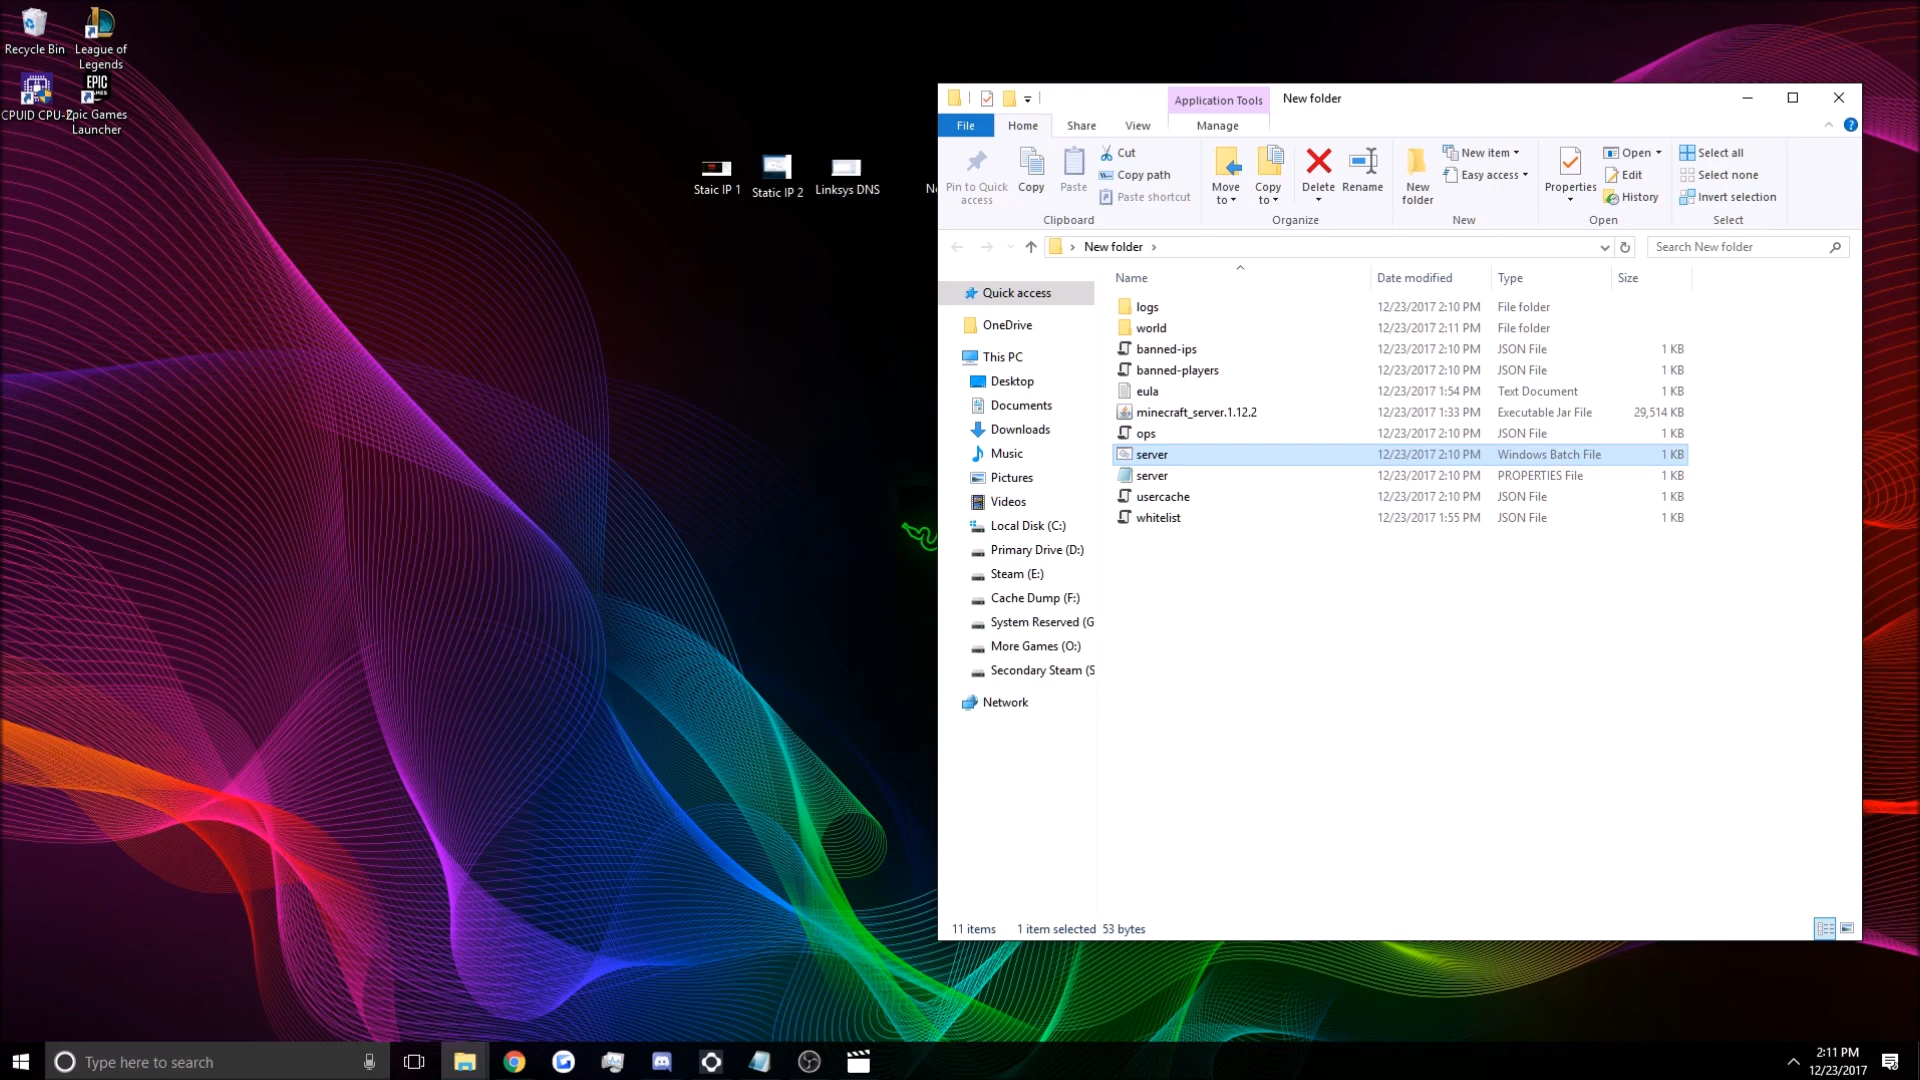 Recycle Bin
League of
Legends
CPUID CPU-Z
Epic Games
Launcher
Staic IP 1
Static IP 2
Linksys DNS
Application Tools
New folder
File
Home
Share
View
Manage
Pin to Quick
access
Copy
Paste
Cut
Copy path
Paste shortcut
Clipboard
Move
to
Copy
to
Delete
Rename
Organize
New
folder
New item
Easy access
New
Properties
Open
Edit
History
Open
Select all
Select none
Invert selection
Select
New folder
Search New folder
Name Date modified Type Size
Quick access
OneDrive
This PC
Desktop
Documents
Downloads
Music
Pictures
Videos
Local Disk (C:)
Primary Drive (D:)
Steam (E:)
Cache Dump (F:)
System Reserved (G
More Games (O:)
Secondary Steam (S
Network
logs 12/23/2017 2:10 PM File folder
world 12/23/2017 2:11 PM File folder
banned-ips 12/23/2017 2:10 PM JSON File 1 KB
banned-players 12/23/2017 2:10 PM JSON File 1 KB
eula 12/23/2017 1:54 PM Text Document 1 KB
minecraft_server.1.12.2 12/23/2017 1:33 PM Executable Jar File 29,514 KB
ops 12/23/2017 2:10 PM JSON File 1 KB
server 12/23/2017 2:10 PM Windows Batch File 1 KB
server 12/23/2017 2:10 PM PROPERTIES File 1 KB
usercache 12/23/2017 2:10 PM JSON File 1 KB
whitelist 12/23/2017 1:55 PM JSON File 1 KB
11 items 1 item selected 53 bytes
Type here to search
2:11 PM
12/23/2017